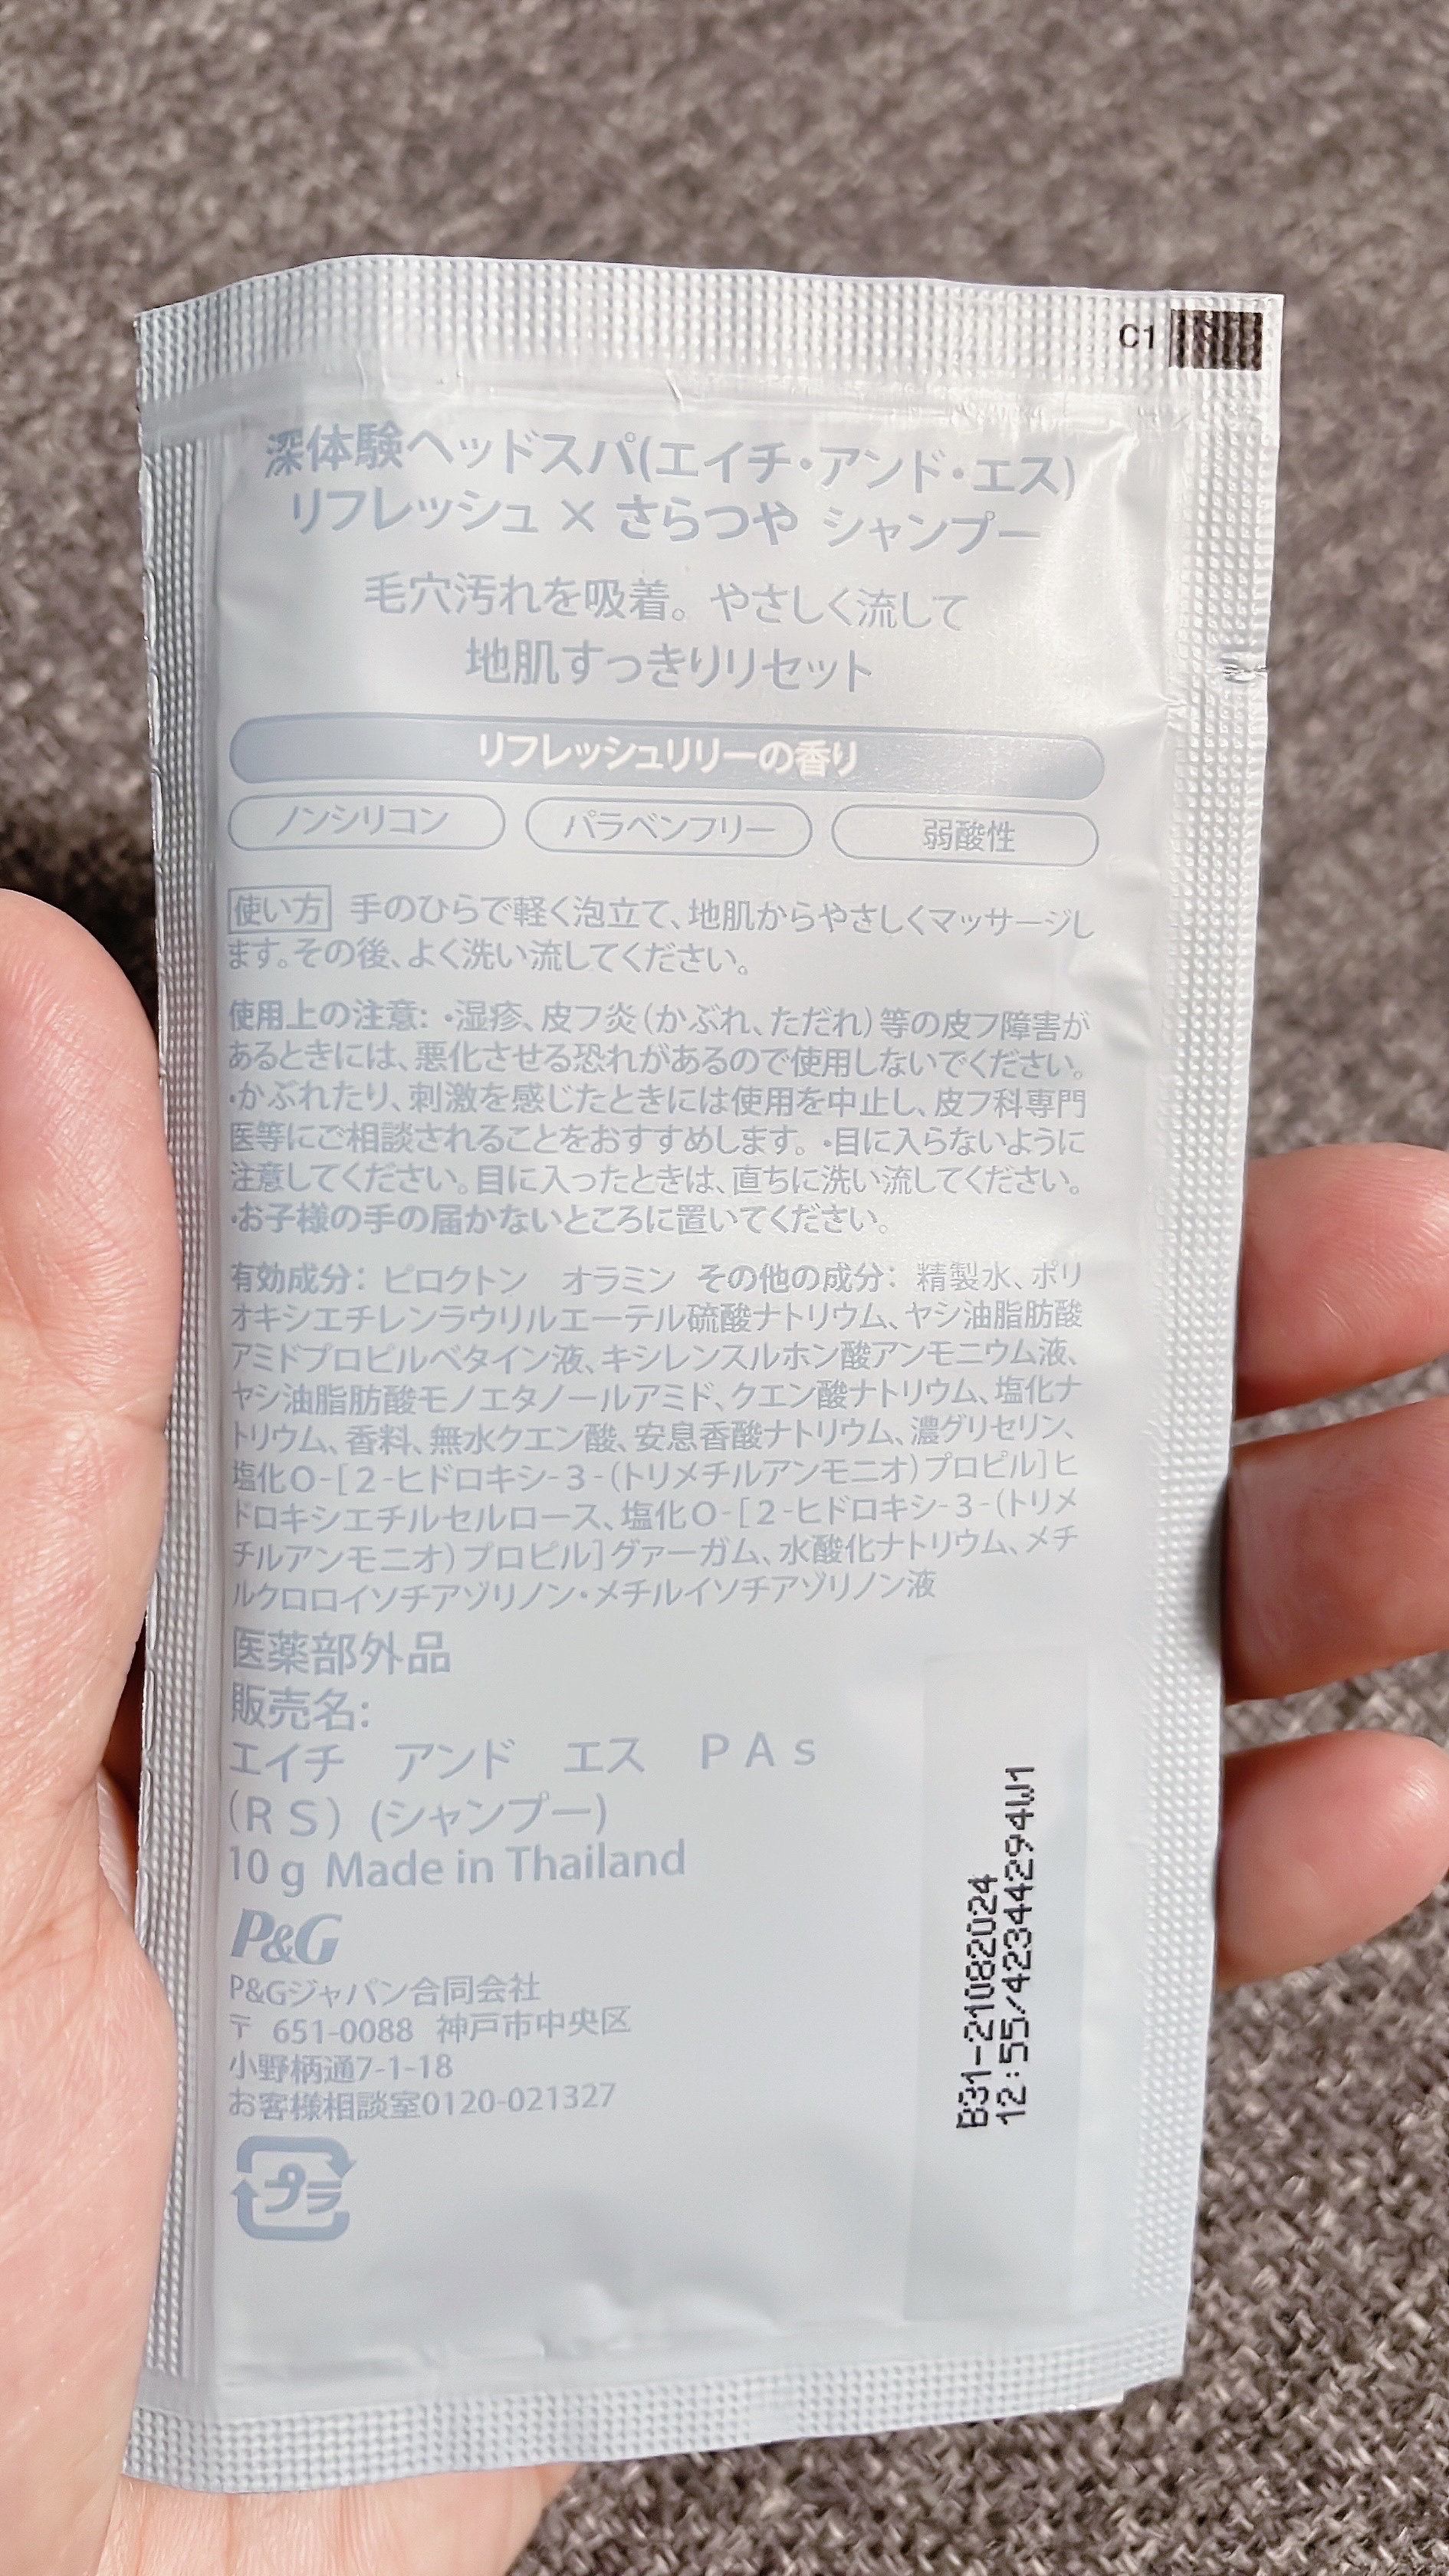 C1
深体験ヘッドスパ(エイチ・アンド・エス)
リフレッシュ × さらつや シャンプー
毛穴汚れを吸着。やさしく流して
地肌すっきりリセット
リフレッシュリリーの香り
ノンシリコン パラベンフリー 弱酸性
使い方 手のひらで軽く泡立て、地肌からやさしくマッサージし
ます。その後、よく洗い流してください。
使用上の注意: ・湿疹、皮フ炎(かぶれ、ただれ)等の皮フ障害が
あるときには、悪化させる恐れがあるので使用しないでください。
・かぶれたり、刺激を感じたときには使用を中止し、皮フ科専門
医等にご相談されることをおすすめします。・目に入らないように
注意してください。目に入ったときは、直ちに洗い流してください。
・お子様の手の届かないところに置いてください。
有効成分: ピロクトン オラミン その他の成分: 精製水、ポリ
オキシエチレンラウリルエーテル硫酸ナトリウム、ヤシ油脂肪酸
アミドプロピルベタイン液、キシレンスルホン酸アンモニウム液、
ヤシ油脂肪酸モノエタノールアミド、クエン酸ナトリウム、塩化ナ
トリウム、香料、無水クエン酸、安息香酸ナトリウム、濃グリセリン、
塩化O-[2-ヒドロキシ-3-(トリメチルアンモニオ)プロピル]ヒ
ドロキシエチルセルロース、塩化O-[2-ヒドロキシ-3-(トリメ
チルアンモニオ)プロピル]グァーガム、水酸化ナトリウム、メチ
ルクロロイソチアゾリノン・メチルイソチアゾリノン液
医薬部外品
販売名:
エイチ アンド エス PAs
(RS) (シャンプー)
10 g Made in Thailand
P&G
P&Gジャパン合同会社
〒 651-0088 神戸市中央区
小野柄通7-1-18
お客様相談室0120-021327
プラ
B31-21082024
12:55/42344294W1